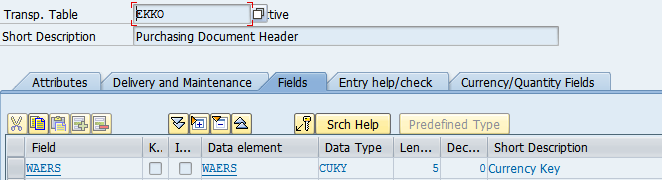 Transp. Table EKKO ctive
Short Description Purchasing Document Header
Attributes Delivery and Maintenance Fields Entry help/check Currency/Quantity Fields
Srch Help Predefined Type
Field K.. I... Data element Data Type Len... Dec... Short Description
WAERS WAERS CUKY 5 0 Currency Key